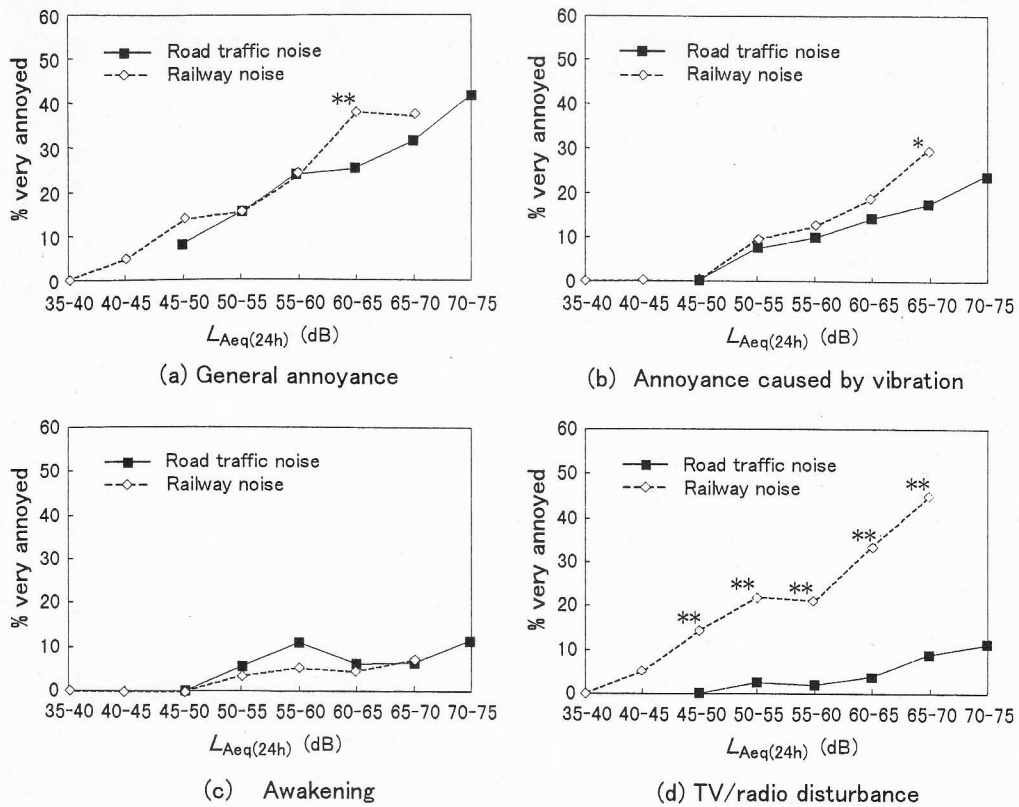 60
50
40
30
20
10
0
% very annoyed
Road traffic noise
Railway noise
**
35-40 40-45 45-50 50-55 55-60 60-65 65-70 70-75
LAeq(24h) (dB)
(a) General annoyance
60
50
40
30
20
10
0
% very annoyed
Road traffic noise
Railway noise
*
35-40 40-45 45-50 50-55 55-60 60-65 65-70 70-75
LAeq(24h) (dB)
(b) Annoyance caused by vibration
60
50
40
30
20
10
0
% very annoyed
Road traffic noise
Railway noise
35-40 40-45 45-50 50-55 55-60 60-65 65-70 70-75
LAeq(24h) (dB)
(c) Awakening
60
50
40
30
20
10
0
% very annoyed
Road traffic noise
Railway noise
** ** ** ** **
35-40 40-45 45-50 50-55 55-60 60-65 65-70 70-75
LAeq(24h) (dB)
(d) TV/radio disturbance